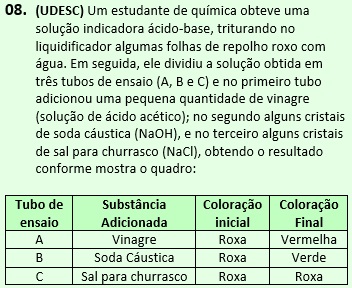 08. (UDESC) Um estudante de química obteve uma
solução indicadora ácido-base, triturando no
liquidificador algumas folhas de repolho roxo com
água. Em seguida, ele dividiu a solução obtida em
três tubos de ensaio (A, B e C) e no primeiro tubo
adicionou uma pequena quantidade de vinagre
(solução de ácido acético); no segundo alguns cristais
de soda cáustica (NaOH), e no terceiro alguns cristais
de sal para churrasco (NaCl), obtendo o resultado
conforme mostra o quadro:
Tubo de ensaio Substância Adicionada Coloração inicial Coloração Final
A Vinagre Roxa Vermelha
B Soda Cáustica Roxa Verde
C Sal para churrasco Roxa Roxa